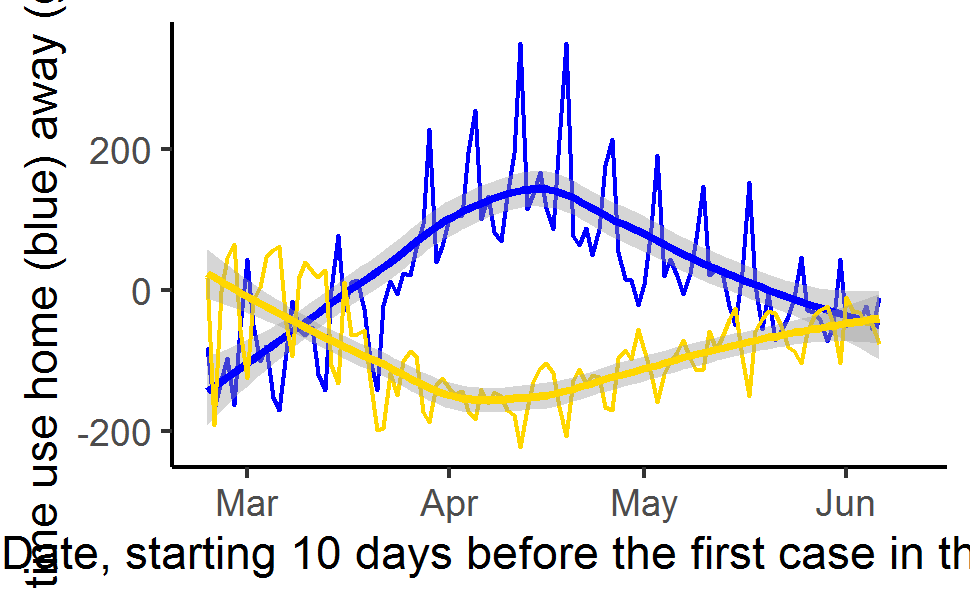 time use home (blue) away (
200
0
-200
Mar Apr May Jun
Date, starting 10 days before the first case in th